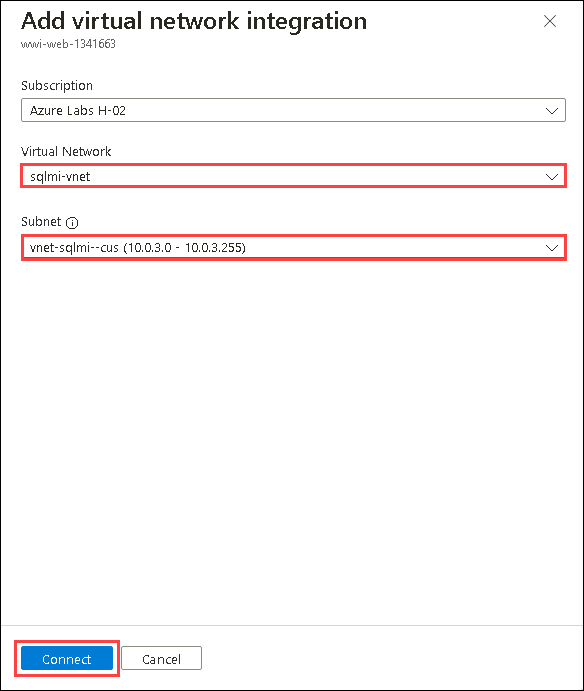 Add virtual network integration
wwi-web-1341663
Subscription
Azure Labs H-02
Virtual Network
sqlmi-vnet
Subnet
vnet-sqlmi--cus (10.0.3.0 - 10.0.3.255)
Connect
Cancel